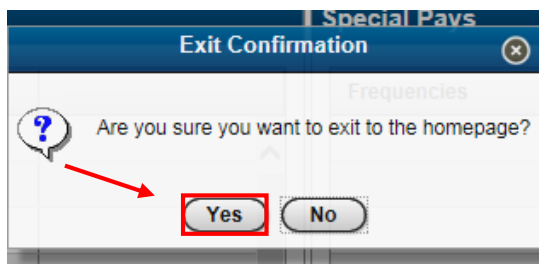 Special Pays
Exit Confirmation
Frequencies
Are you sure you want to exit to the homepage?
Yes No